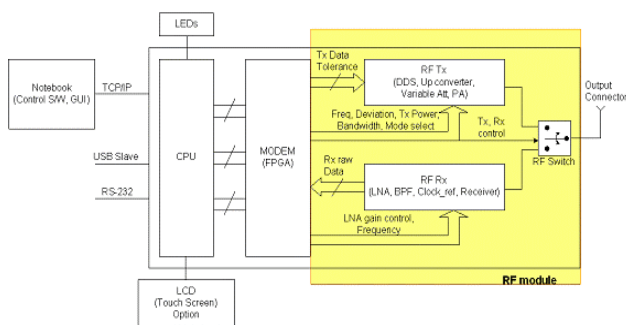 LEDs
Notebook
(Control S/W, GUI)
TCP/IP
USB Slave
RS-232
CPU
MODEM
(FPGA)
Tx Data
Tolerance
RF Tx
(DDS, Up converter,
Variable Att, PA)
Freq, Deviation, Tx Power,
Bandwidth, Mode select
Tx, Rx
control
Output
Connector
RF Switch
Rx raw
Data
RF Rx
(LNA, BPF, Clock_ref, Receiver)
LNA gain control,
Frequency
RF module
LCD
(Touch Screen)
Option